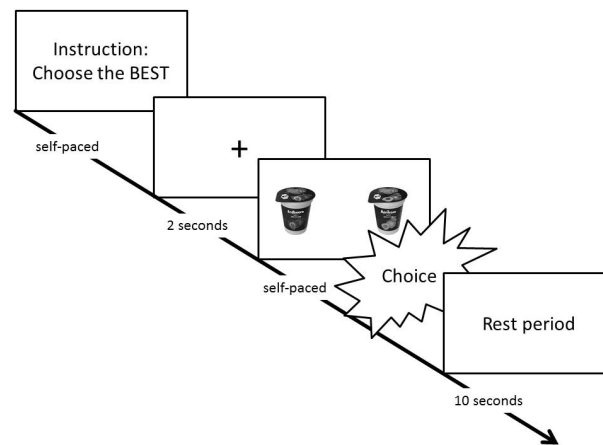 Instruction:
Choose the BEST
self-paced
+
2 seconds
self-paced
Choice
Rest period
10 seconds